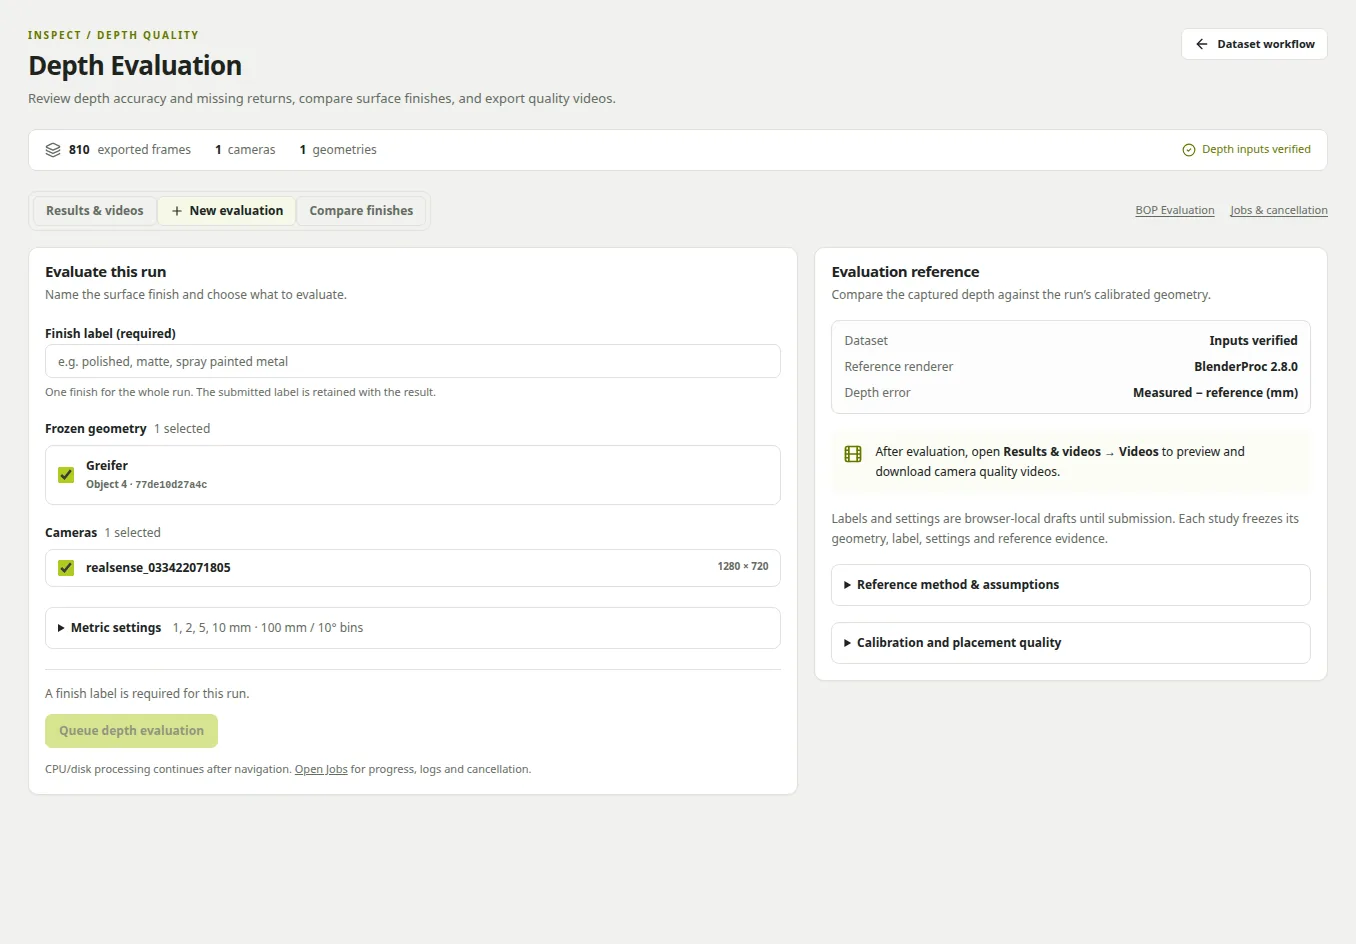 INSPECT / DEPTH QUALITY
Depth Evaluation
Review depth accuracy and missing returns, compare surface finishes, and export quality videos.
Dataset workflow
810 exported frames 1 cameras 1 geometries
Depth inputs verified
Results & videos
New evaluation
Compare finishes
BOP Evaluation
Jobs & cancellation
Evaluate this run
Name the surface finish and choose what to evaluate.
Finish label (required)
e.g. polished, matte, spray painted metal
One finish for the whole run. The submitted label is retained with the result.
Frozen geometry 1 selected
Greifer
Object 4 · 77de10d27a4c
Cameras 1 selected
realsense_033422071805
1280 × 720
Metric settings 1, 2, 5, 10 mm · 100 mm / 10° bins
A finish label is required for this run.
Queue depth evaluation
CPU/disk processing continues after navigation. Open Jobs for progress, logs and cancellation.
Evaluation reference
Compare the captured depth against the run’s calibrated geometry.
Dataset Inputs verified
Reference renderer BlenderProc 2.8.0
Depth error Measured − reference (mm)
After evaluation, open Results & videos → Videos to preview and
download camera quality videos.
Labels and settings are browser-local drafts until submission. Each study freezes its
geometry, label, settings and reference evidence.
Reference method & assumptions
Calibration and placement quality